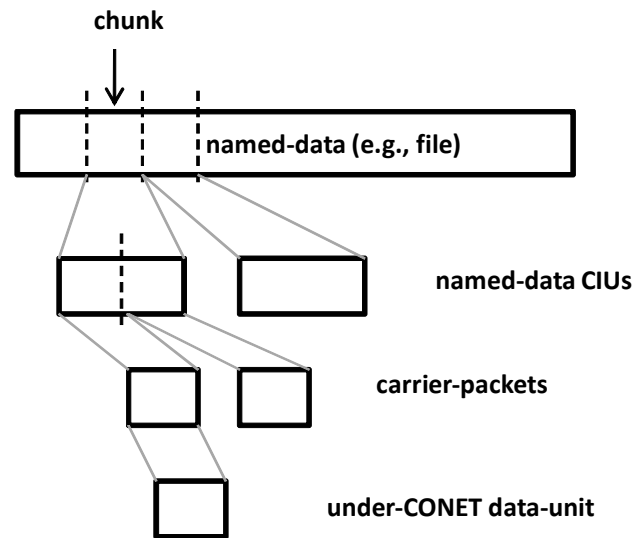 chunk
named-data (e.g., file)
named-data CIUs
carrier-packets
under-CONET data-unit